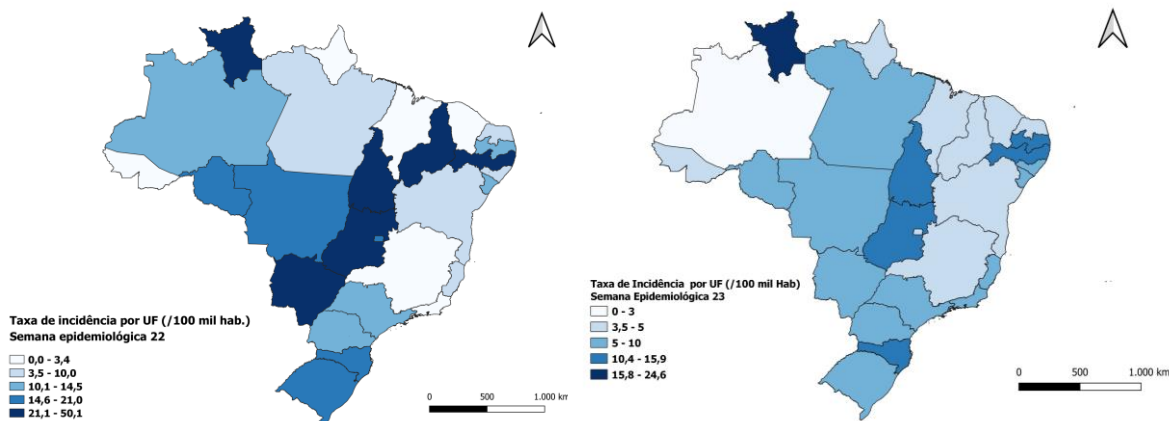 Taxa de incidência por UF (/100 mil hab.)
Semana epidemiológica 22
0,0 - 3,4
3,5 - 10,0
10,1 - 14,5
14,6 - 21,0
21,1 - 50,1
0 500 1.000 km
Taxa de Incidência por UF (/100 mil Hab)
Semana Epidemiológica 23
0 - 3
3,5 - 5
5 - 10
10,4 - 15,9
15,8 - 24,6
0 500 1.000 km